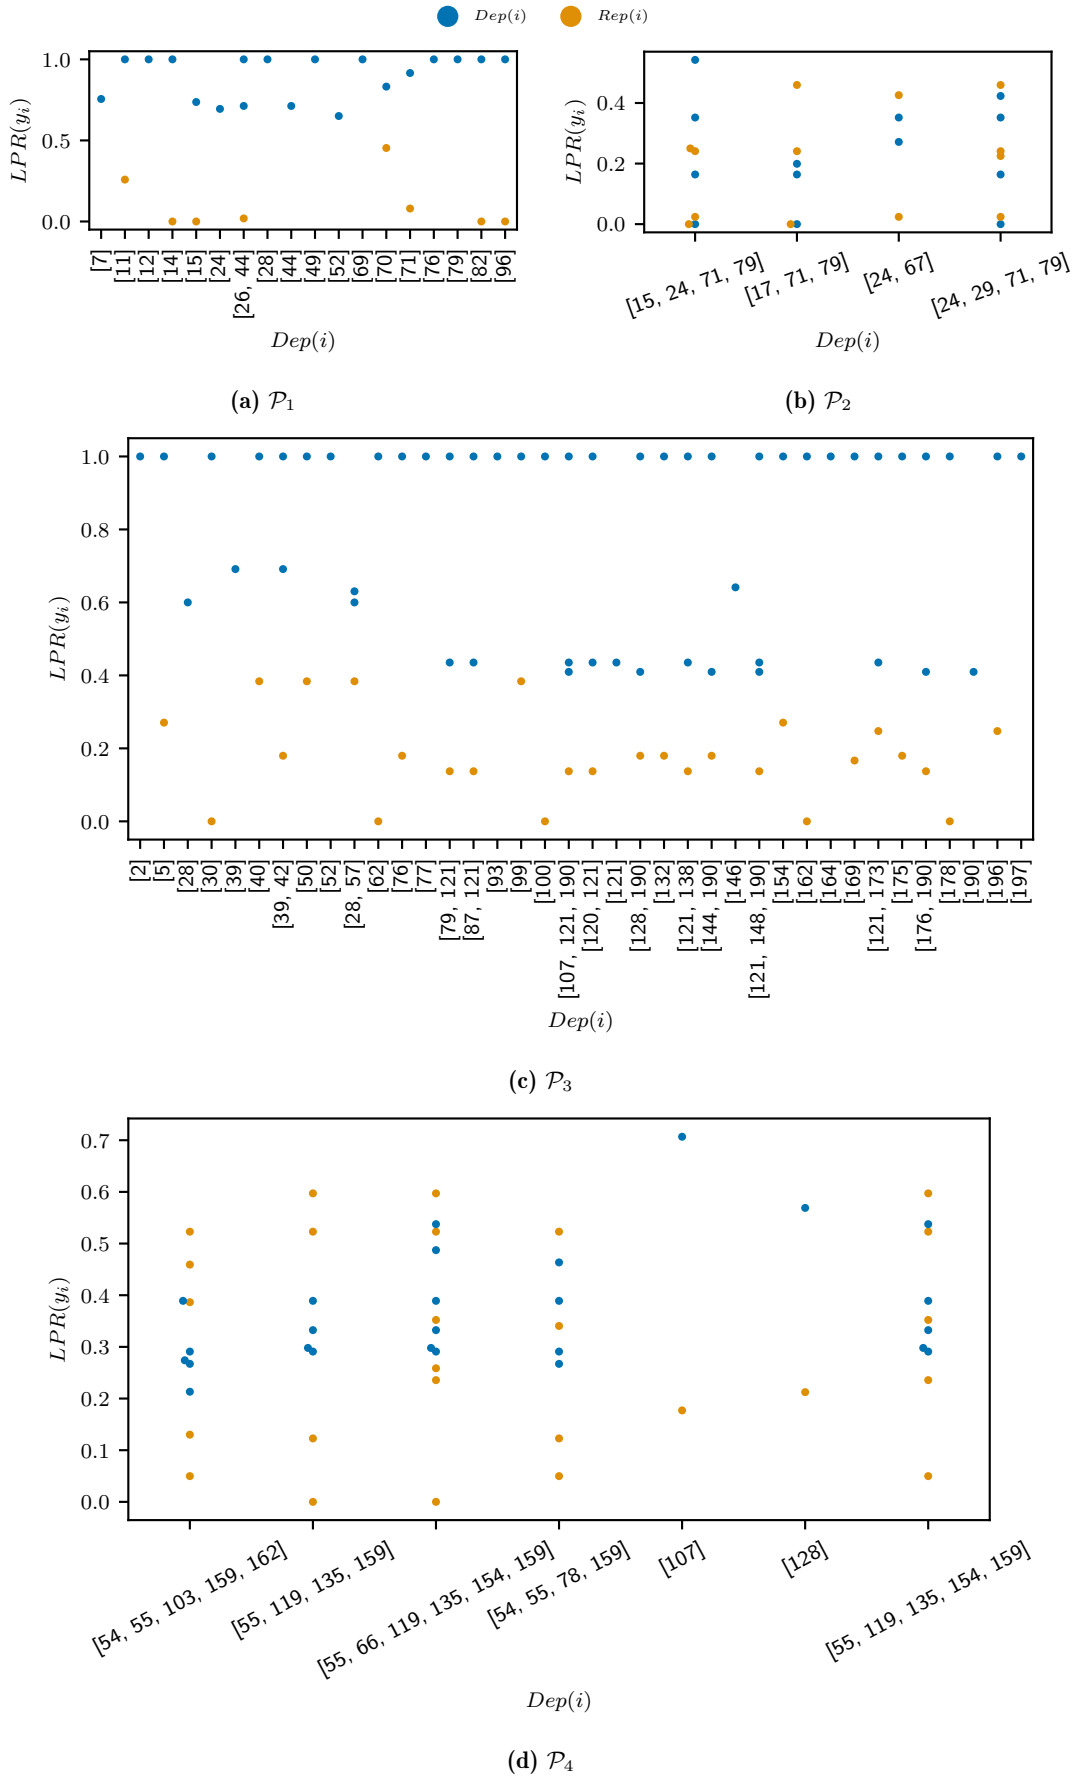 Dep(i) Rep(i)
LPR(y_i)
1.0
0.5
0.0
[7] [11] [12] [14] [15] [24] [26, 44] [28] [44] [49] [52] [69] [70] [71] [76] [79] [82] [96]
Dep(i)
(a) 𝒫₁
LPR(y_i)
0.4
0.2
0.0
[15, 24, 71, 79] [17, 71, 79] [24, 67] [24, 29, 71, 79]
Dep(i)
(b) 𝒫₂
LPR(y_i)
1.0
0.8
0.6
0.4
0.2
0.0
[2] [5] [28] [30] [39] [40] [39, 42] [50] [52] [28, 57] [62] [76] [77] [79, 121] [87, 121] [93] [99] [100] [107, 121, 190] [120, 121] [121] [128, 190] [132] [121, 138] [144, 190] [146] [121, 148, 190] [154] [162] [164] [169] [121, 173] [175] [176, 190] [178] [190] [196] [197]
Dep(i)
(c) 𝒫₃
LPR(y_i)
0.7
0.6
0.5
0.4
0.3
0.2
0.1
0.0
[54, 55, 103, 159, 162] [55, 119, 135, 159] [55, 66, 119, 135, 154, 159] [54, 55, 78, 159] [107] [128] [55, 119, 135, 154, 159]
Dep(i)
(d) 𝒫₄